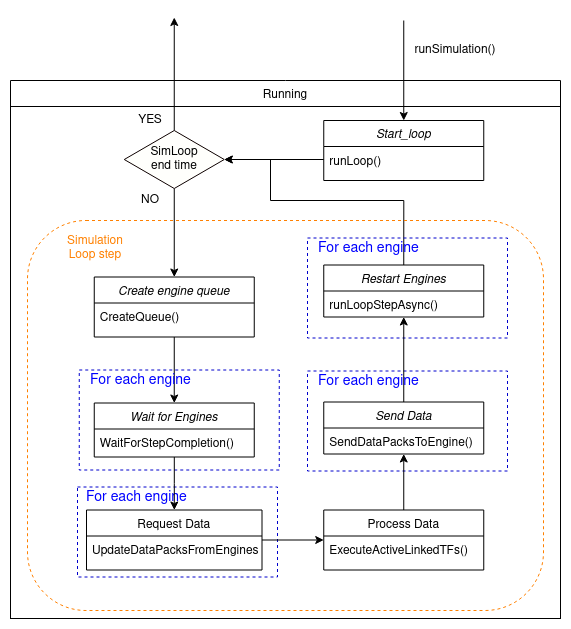 runSimulation()
Running
YES
Start_loop
SimLoop
end time
runLoop()
NO
Simulation
Loop step
For each engine
Create engine queue
Restart Engines
CreateQueue()
runLoopStepAsync()
For each engine
For each engine
Wait for Engines
Send Data
WaitForStepCompletion()
SendDataPacksToEngine()
For each engine
Request Data
Process Data
UpdateDataPacksFromEngines
ExecuteActiveLinkedTFs()